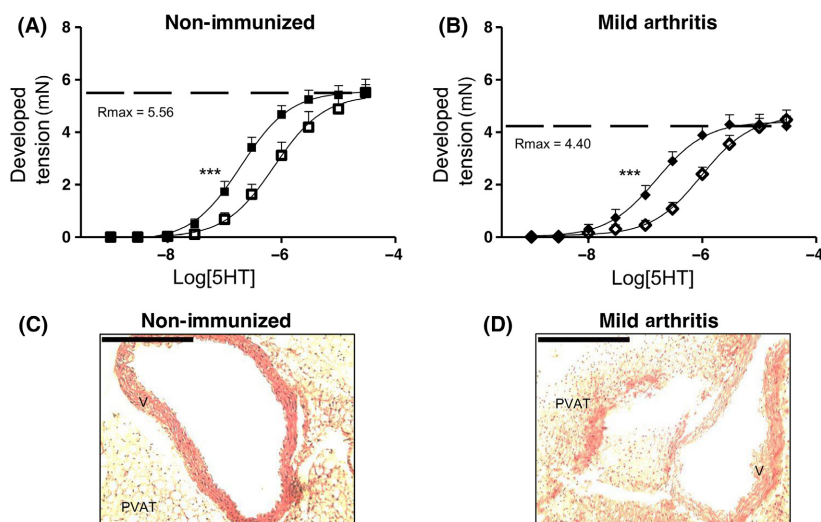 (A) Non-immunized
8
6
4
2
0
Developed
tension (mN)
Rmax = 5.56
***
−8
−6
−4
Log[5HT]
(B) Mild arthritis
8
6
4
2
0
Developed
tension (mN)
Rmax = 4.40
***
−8
−6
−4
Log[5HT]
(C) Non-immunized
V
PVAT
(D) Mild arthritis
PVAT
V